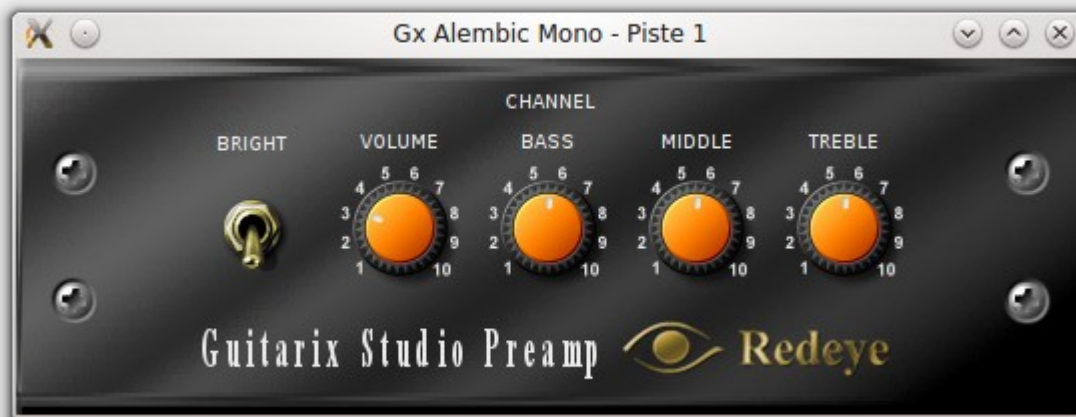 Gx Alembic Mono - Piste 1
CHANNEL
BRIGHT VOLUME BASS MIDDLE TREBLE
1 2 3 4 5 6 7 8 9 10
1 2 3 4 5 6 7 8 9 10
1 2 3 4 5 6 7 8 9 10
1 2 3 4 5 6 7 8 9 10
Guitarix Studio Preamp Redeye